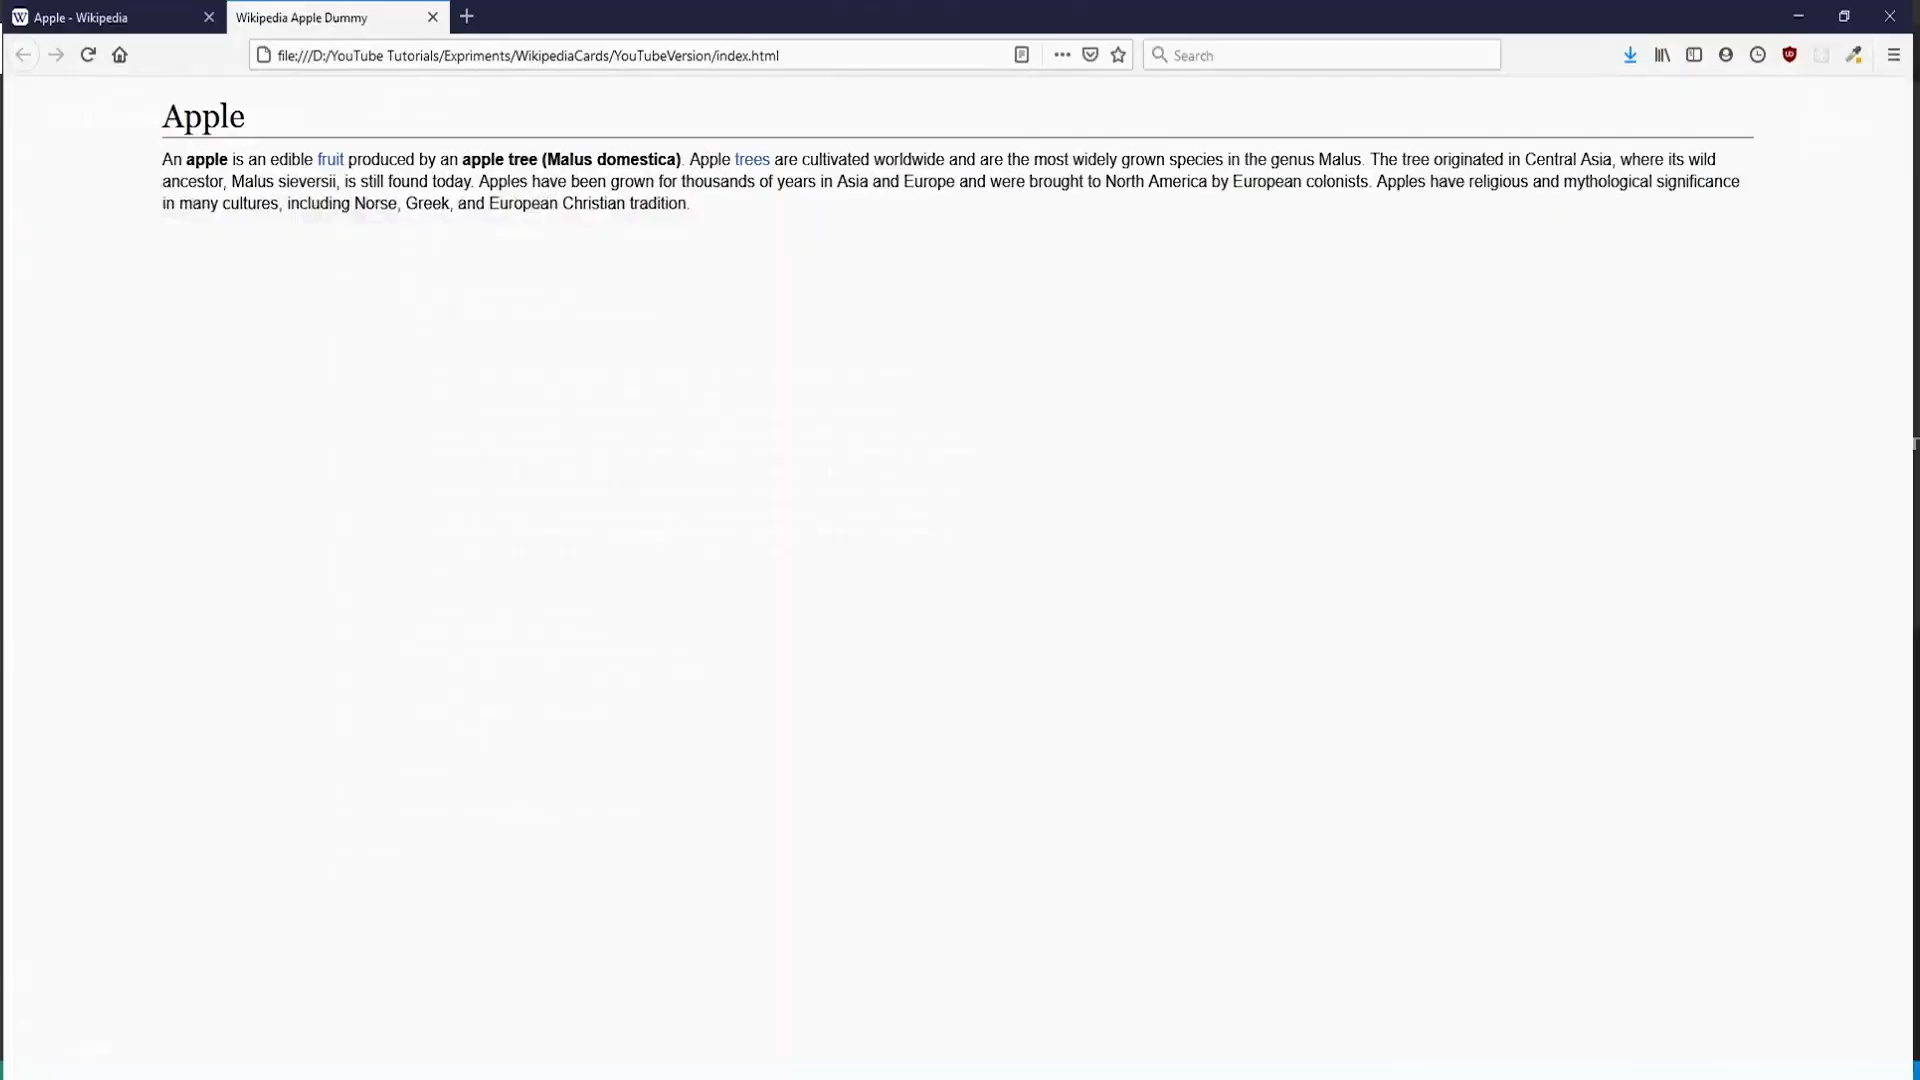 Apple - Wikipedia
Wikipedia Apple Dummy
file:///D:/YouTube Tutorials/Expriments/WikipediaCards/YouTubeVersion/index.html
Search
Apple
An apple is an edible fruit produced by an apple tree (Malus domestica). Apple trees are cultivated worldwide and are the most widely grown species in the genus Malus. The tree originated in Central Asia, where its wild
ancestor, Malus sieversii, is still found today. Apples have been grown for thousands of years in Asia and Europe and were brought to North America by European colonists. Apples have religious and mythological significance
in many cultures, including Norse, Greek, and European Christian tradition.